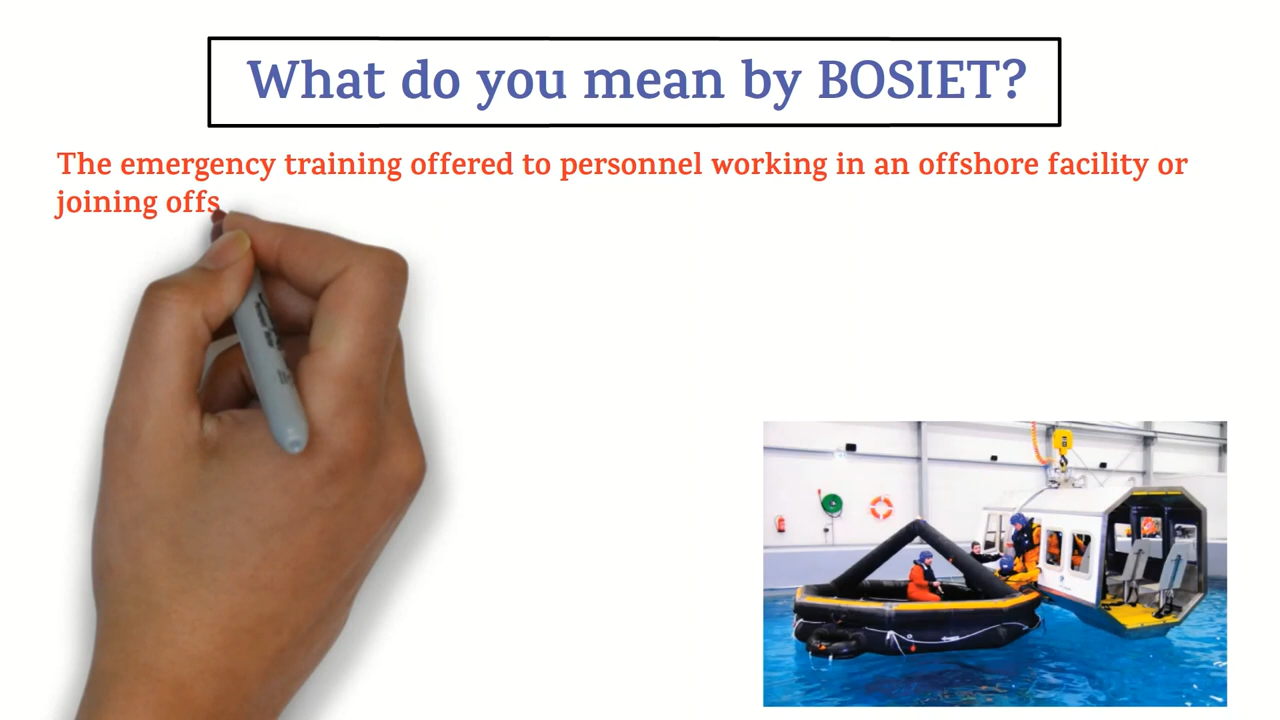 What do you mean by BOSIET?
The emergency training offered to personnel working in an offshore facility or
joining offs